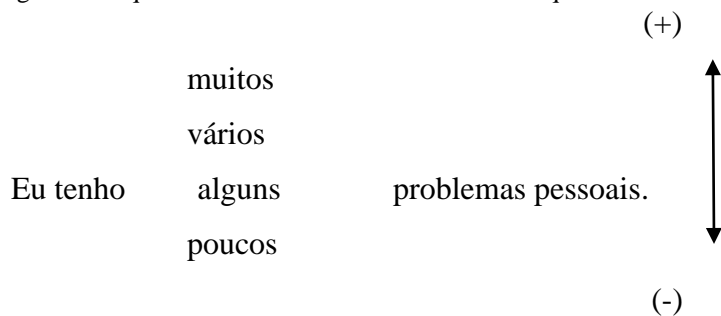 (+)
muitos
vários
Eu tenho alguns problemas pessoais.
poucos
(-)